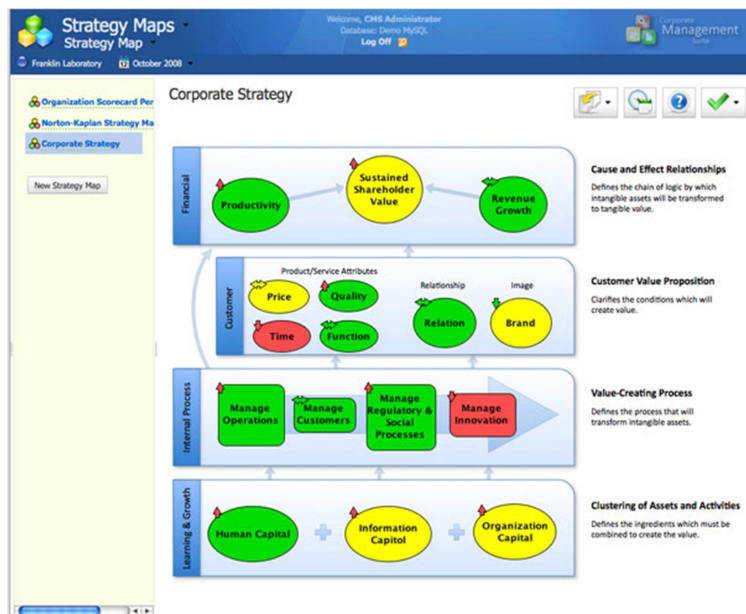 Strategy Maps
Strategy Map
Welcome, CMS Administrator
Database: Demo MySQL
Log Off
Corporate
Management
Suite
Franklin Laboratory
October 2008
Organization Scorecard Per
Norton-Kaplan Strategy Ma
Corporate Strategy
New Strategy Map
Corporate Strategy
Financial
Productivity
Sustained
Shareholder
Value
Revenue
Growth
Cause and Effect Relationships
Defines the chain of logic by which
intangible assets will be transformed
to tangible value.
Customer
Product/Service Attributes
Price
Quality
Time
Function
Relationship
Relation
Image
Brand
Customer Value Proposition
Clarifies the conditions which will
create value.
Internal Process
Manage
Operations
Manage
Customers
Manage
Regulatory &
Social
Processes
Manage
Innovation
Value-Creating Process
Defines the process that will
transform intangible assets.
Learning & Growth
Human Capital
Information
Capitol
Organization
Capital
Clustering of Assets and Activities
Defines the ingredients which must be
combined to create the value.